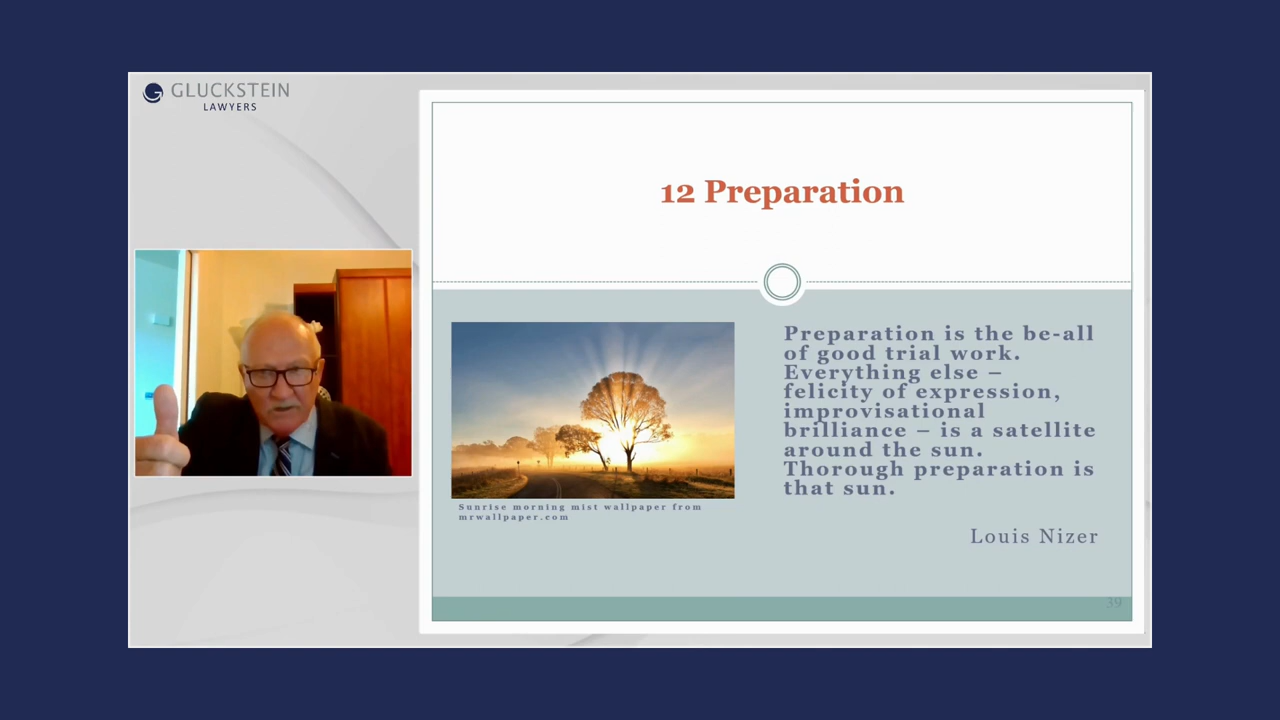 GLUCKSTEIN
LAWYERS
12 Preparation
Preparation is the be-all
of good trial work.
Everything else –
felicity of expression,
improvisational
brilliance – is a satellite
around the sun.
Thorough preparation is
that sun.
Louis Nizer
Sunrise morning mist wallpaper from
mrwallpaper.com
39